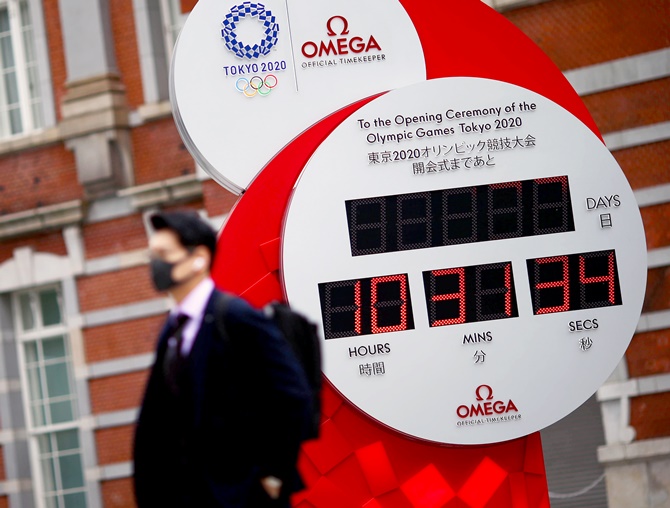 TOKYO 2020
Ω
OMEGA
OFFICIAL TIMEKEEPER
To the Opening Ceremony of the
Olympic Games Tokyo 2020
東京2020オリンピック競技大会
開会式まであと
DAYS
日
10 31 34
HOURS
時間
MINS
分
SECS
秒
Ω
OMEGA
OFFICIAL TIMEKEEPER